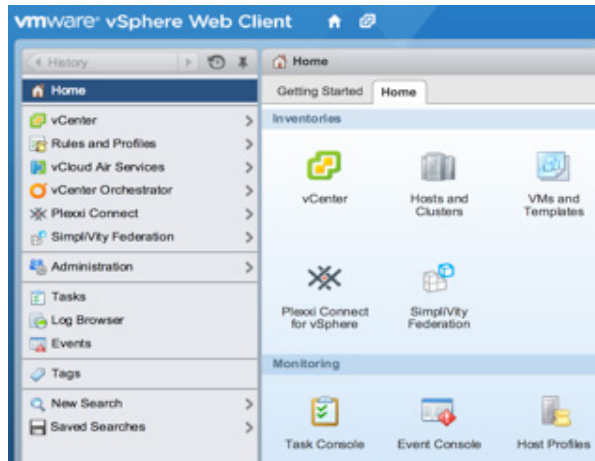 vmware® vSphere Web Client
History
Home
vCenter
Rules and Profiles
vCloud Air Services
vCenter Orchestrator
Plexxi Connect
SimpliVity Federation
Administration
Tasks
Log Browser
Events
Tags
New Search
Saved Searches
Home
Getting Started Home
Inventories
vCenter
Hosts and
Clusters
VMs and
Templates
Plexxi Connect
for vSphere
SimpliVity
Federation
Monitoring
Task Console
Event Console
Host Profiles